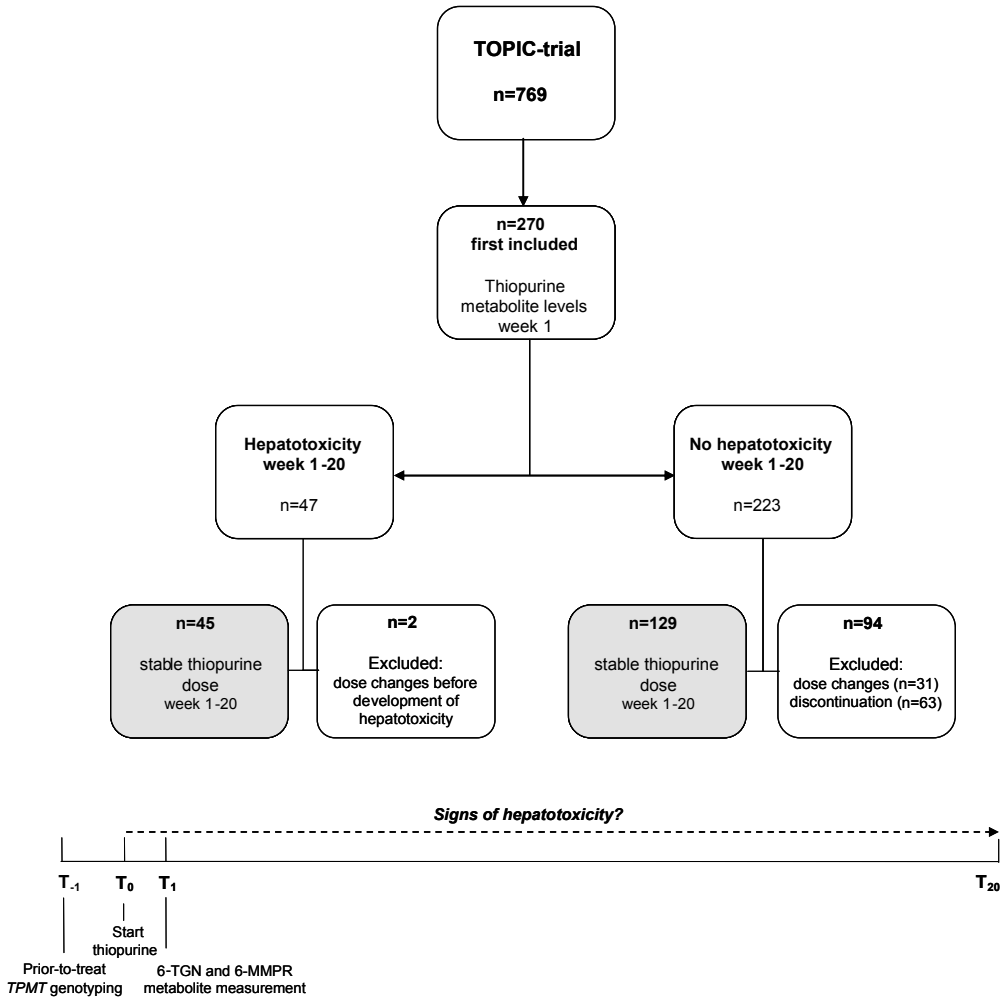 TOPIC-trial
n=769
n=270
first included
Thiopurine
metabolite levels
week 1
Hepatotoxicity
week 1-20
n=47
No hepatotoxicity
week 1-20
n=223
n=45
stable thiopurine
dose
week 1-20
n=2
Excluded:
dose changes before
development of
hepatotoxicity
n=129
stable thiopurine
dose
week 1-20
n=94
Excluded:
dose changes (n=31)
discontinuation (n=63)
Signs of hepatotoxicity?
T-1 T0 T1 T20
Start
thiopurine
Prior-to-treat
TPMT genotyping
6-TGN and 6-MMPR
metabolite measurement